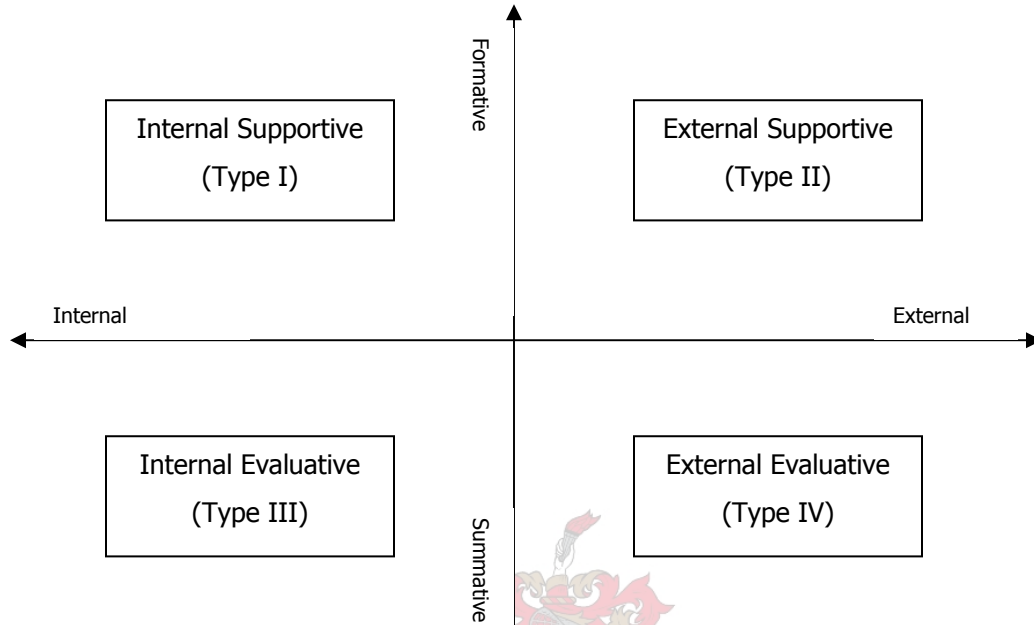 Formative
Internal Supportive
(Type I)
External Supportive
(Type II)
Internal
External
Internal Evaluative
(Type III)
External Evaluative
(Type IV)
Summative